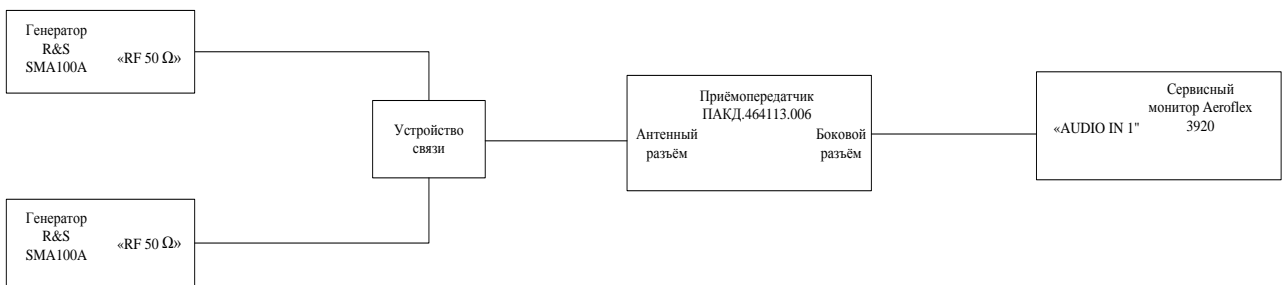 Генератор
R&S
SMA100A
«RF 50 Ω»
Устройство
связи
Генератор
R&S
SMA100A
«RF 50 Ω»
Приёмопередатчик
ПАКД.464113.006
Антенный
разъём
Боковой
разъём
Сервисный
монитор Aeroflex
3920
«AUDIO IN 1"